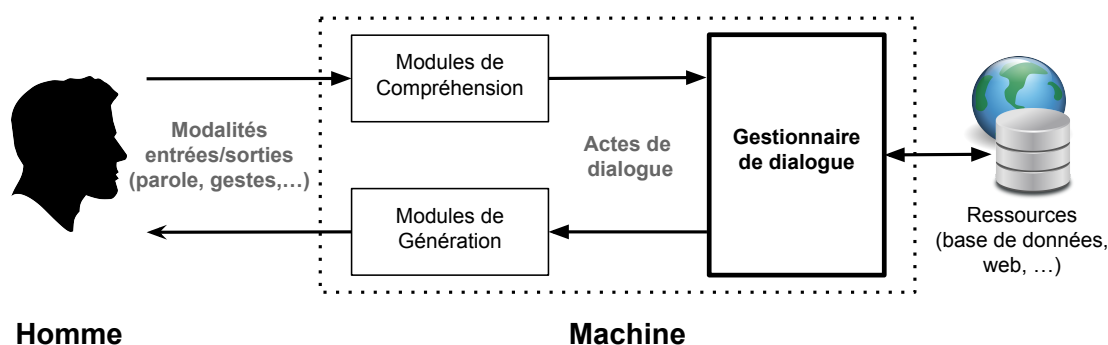 Modules de
Compréhension
Modalités
entrées/sorties
(parole, gestes,…)
Actes de
dialogue
Gestionnaire
de dialogue
Modules de
Génération
Ressources
(base de données,
web, …)
Homme
Machine